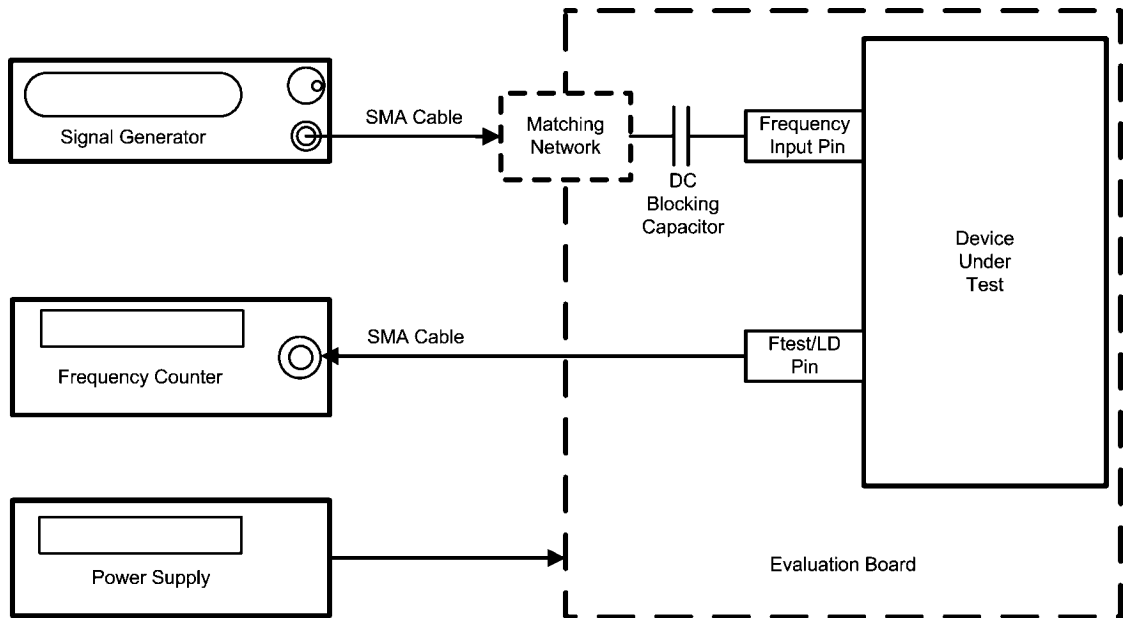 Signal Generator
SMA Cable
Matching
Network
DC
Blocking
Capacitor
Frequency
Input Pin
Device
Under
Test
Frequency Counter
SMA Cable
Ftest/LD
Pin
Power Supply
Evaluation Board